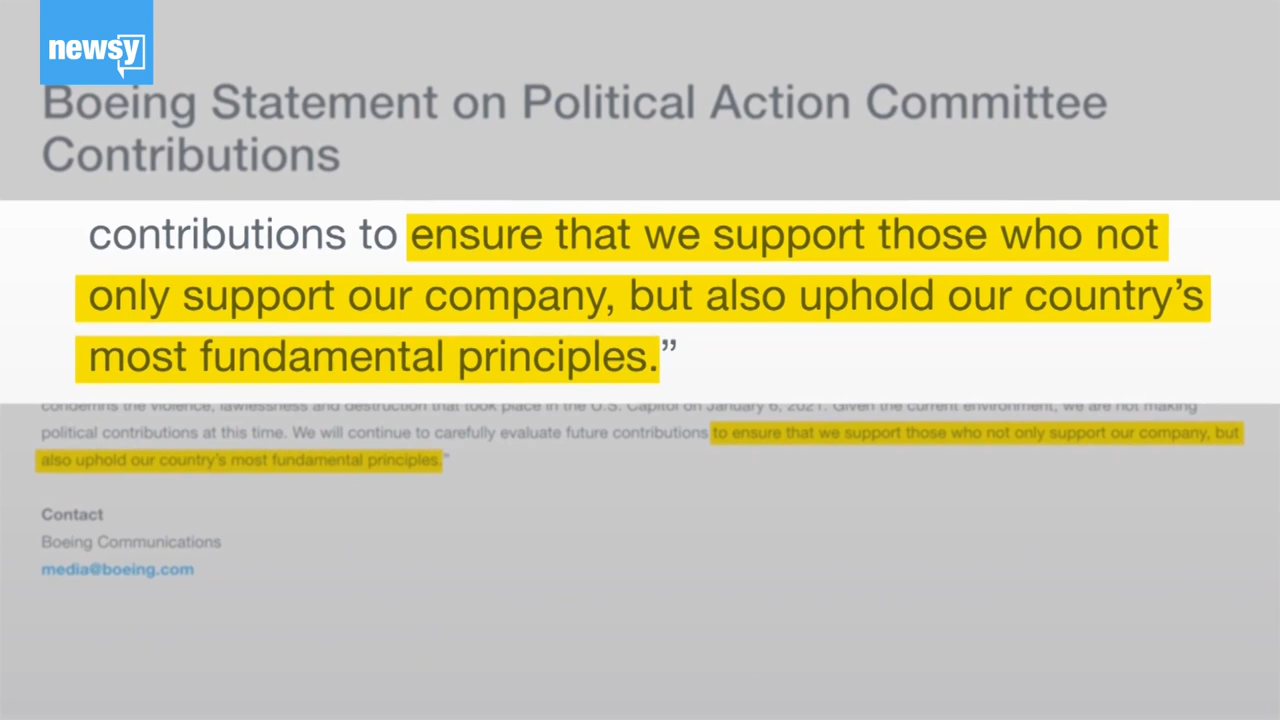 newsy
Boeing Statement on Political Action Committee
Contributions
contributions to ensure that we support those who not
only support our company, but also uphold our country’s
most fundamental principles.”
condemns the violence, lawlessness and destruction that took place in the U.S. Capitol on January 6, 2021. Given the current environment, we are not making
political contributions at this time. We will continue to carefully evaluate future contributions to ensure that we support those who not only support our company, but
also uphold our country's most fundamental principles."
Contact
Boeing Communications
media@boeing.com